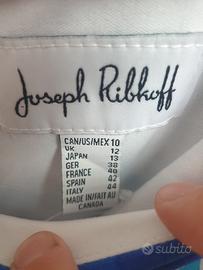 Joseph Ribkoff
CAN/US/MEX 10
UK 12
JAPAN 13
GER 38
FRANCE 40
SPAIN 42
ITALY 44
MADE IN/FAIT AU
CANADA
subito